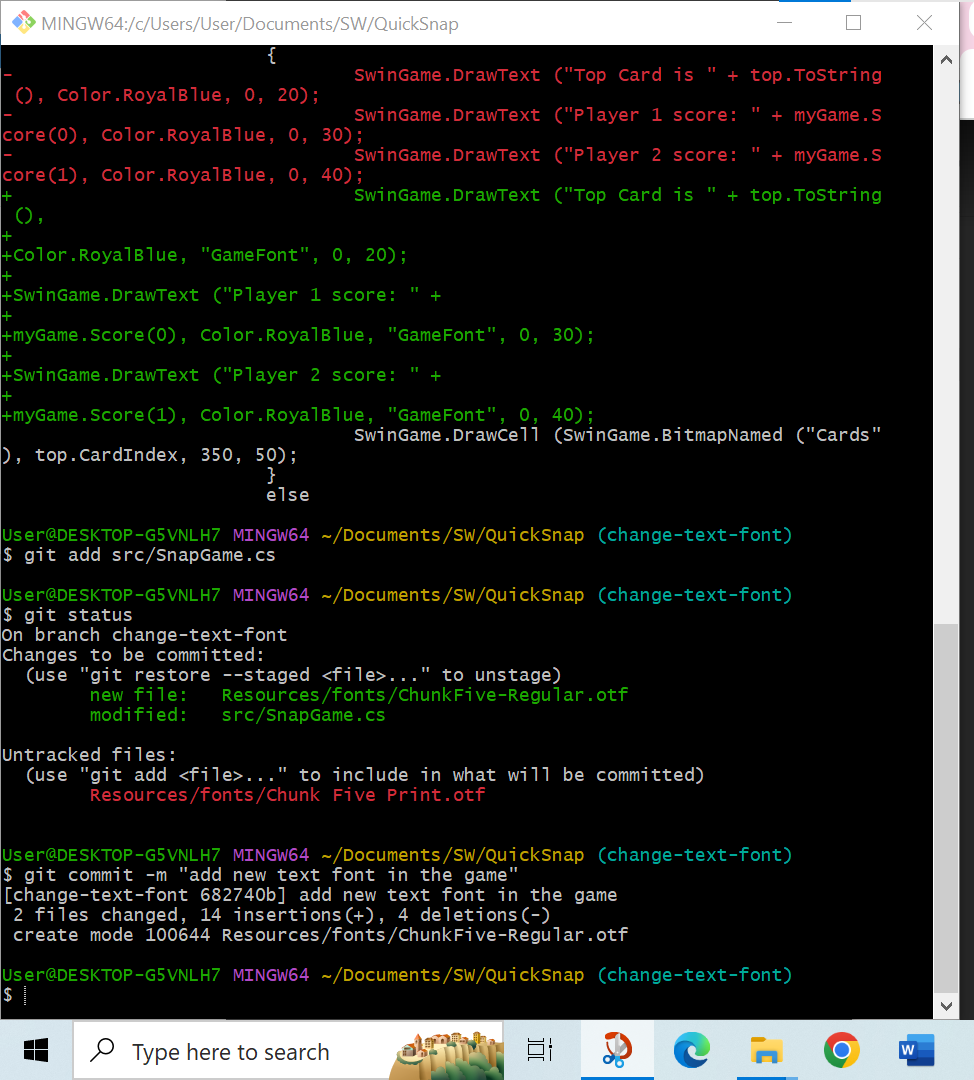 MINGW64:/c/Users/User/Documents/SW/QuickSnap
{
- SwinGame.DrawText ("Top Card is " + top.ToString
(), Color.RoyalBlue, 0, 20);
- SwinGame.DrawText ("Player 1 score: " + myGame.S
core(0), Color.RoyalBlue, 0, 30);
- SwinGame.DrawText ("Player 2 score: " + myGame.S
core(1), Color.RoyalBlue, 0, 40);
+ SwinGame.DrawText ("Top Card is " + top.ToString
(),
+
+Color.RoyalBlue, "GameFont", 0, 20);
+
+SwinGame.DrawText ("Player 1 score: " +
+
+myGame.Score(0), Color.RoyalBlue, "GameFont", 0, 30);
+
+SwinGame.DrawText ("Player 2 score: " +
+
+myGame.Score(1), Color.RoyalBlue, "GameFont", 0, 40);
SwinGame.DrawCell (SwinGame.BitmapNamed ("Cards"
), top.CardIndex, 350, 50);
}
else
User@DESKTOP-G5VNLH7 MINGW64 ~/Documents/SW/QuickSnap (change-text-font)
$ git add src/SnapGame.cs
User@DESKTOP-G5VNLH7 MINGW64 ~/Documents/SW/QuickSnap (change-text-font)
$ git status
On branch change-text-font
Changes to be committed:
(use "git restore --staged <file>..." to unstage)
new file: Resources/fonts/ChunkFive-Regular.otf
modified: src/SnapGame.cs
Untracked files:
(use "git add <file>..." to include in what will be committed)
Resources/fonts/Chunk Five Print.otf
User@DESKTOP-G5VNLH7 MINGW64 ~/Documents/SW/QuickSnap (change-text-font)
$ git commit -m "add new text font in the game"
[change-text-font 682740b] add new text font in the game
2 files changed, 14 insertions(+), 4 deletions(-)
create mode 100644 Resources/fonts/ChunkFive-Regular.otf
User@DESKTOP-G5VNLH7 MINGW64 ~/Documents/SW/QuickSnap (change-text-font)
$
Type here to search
W